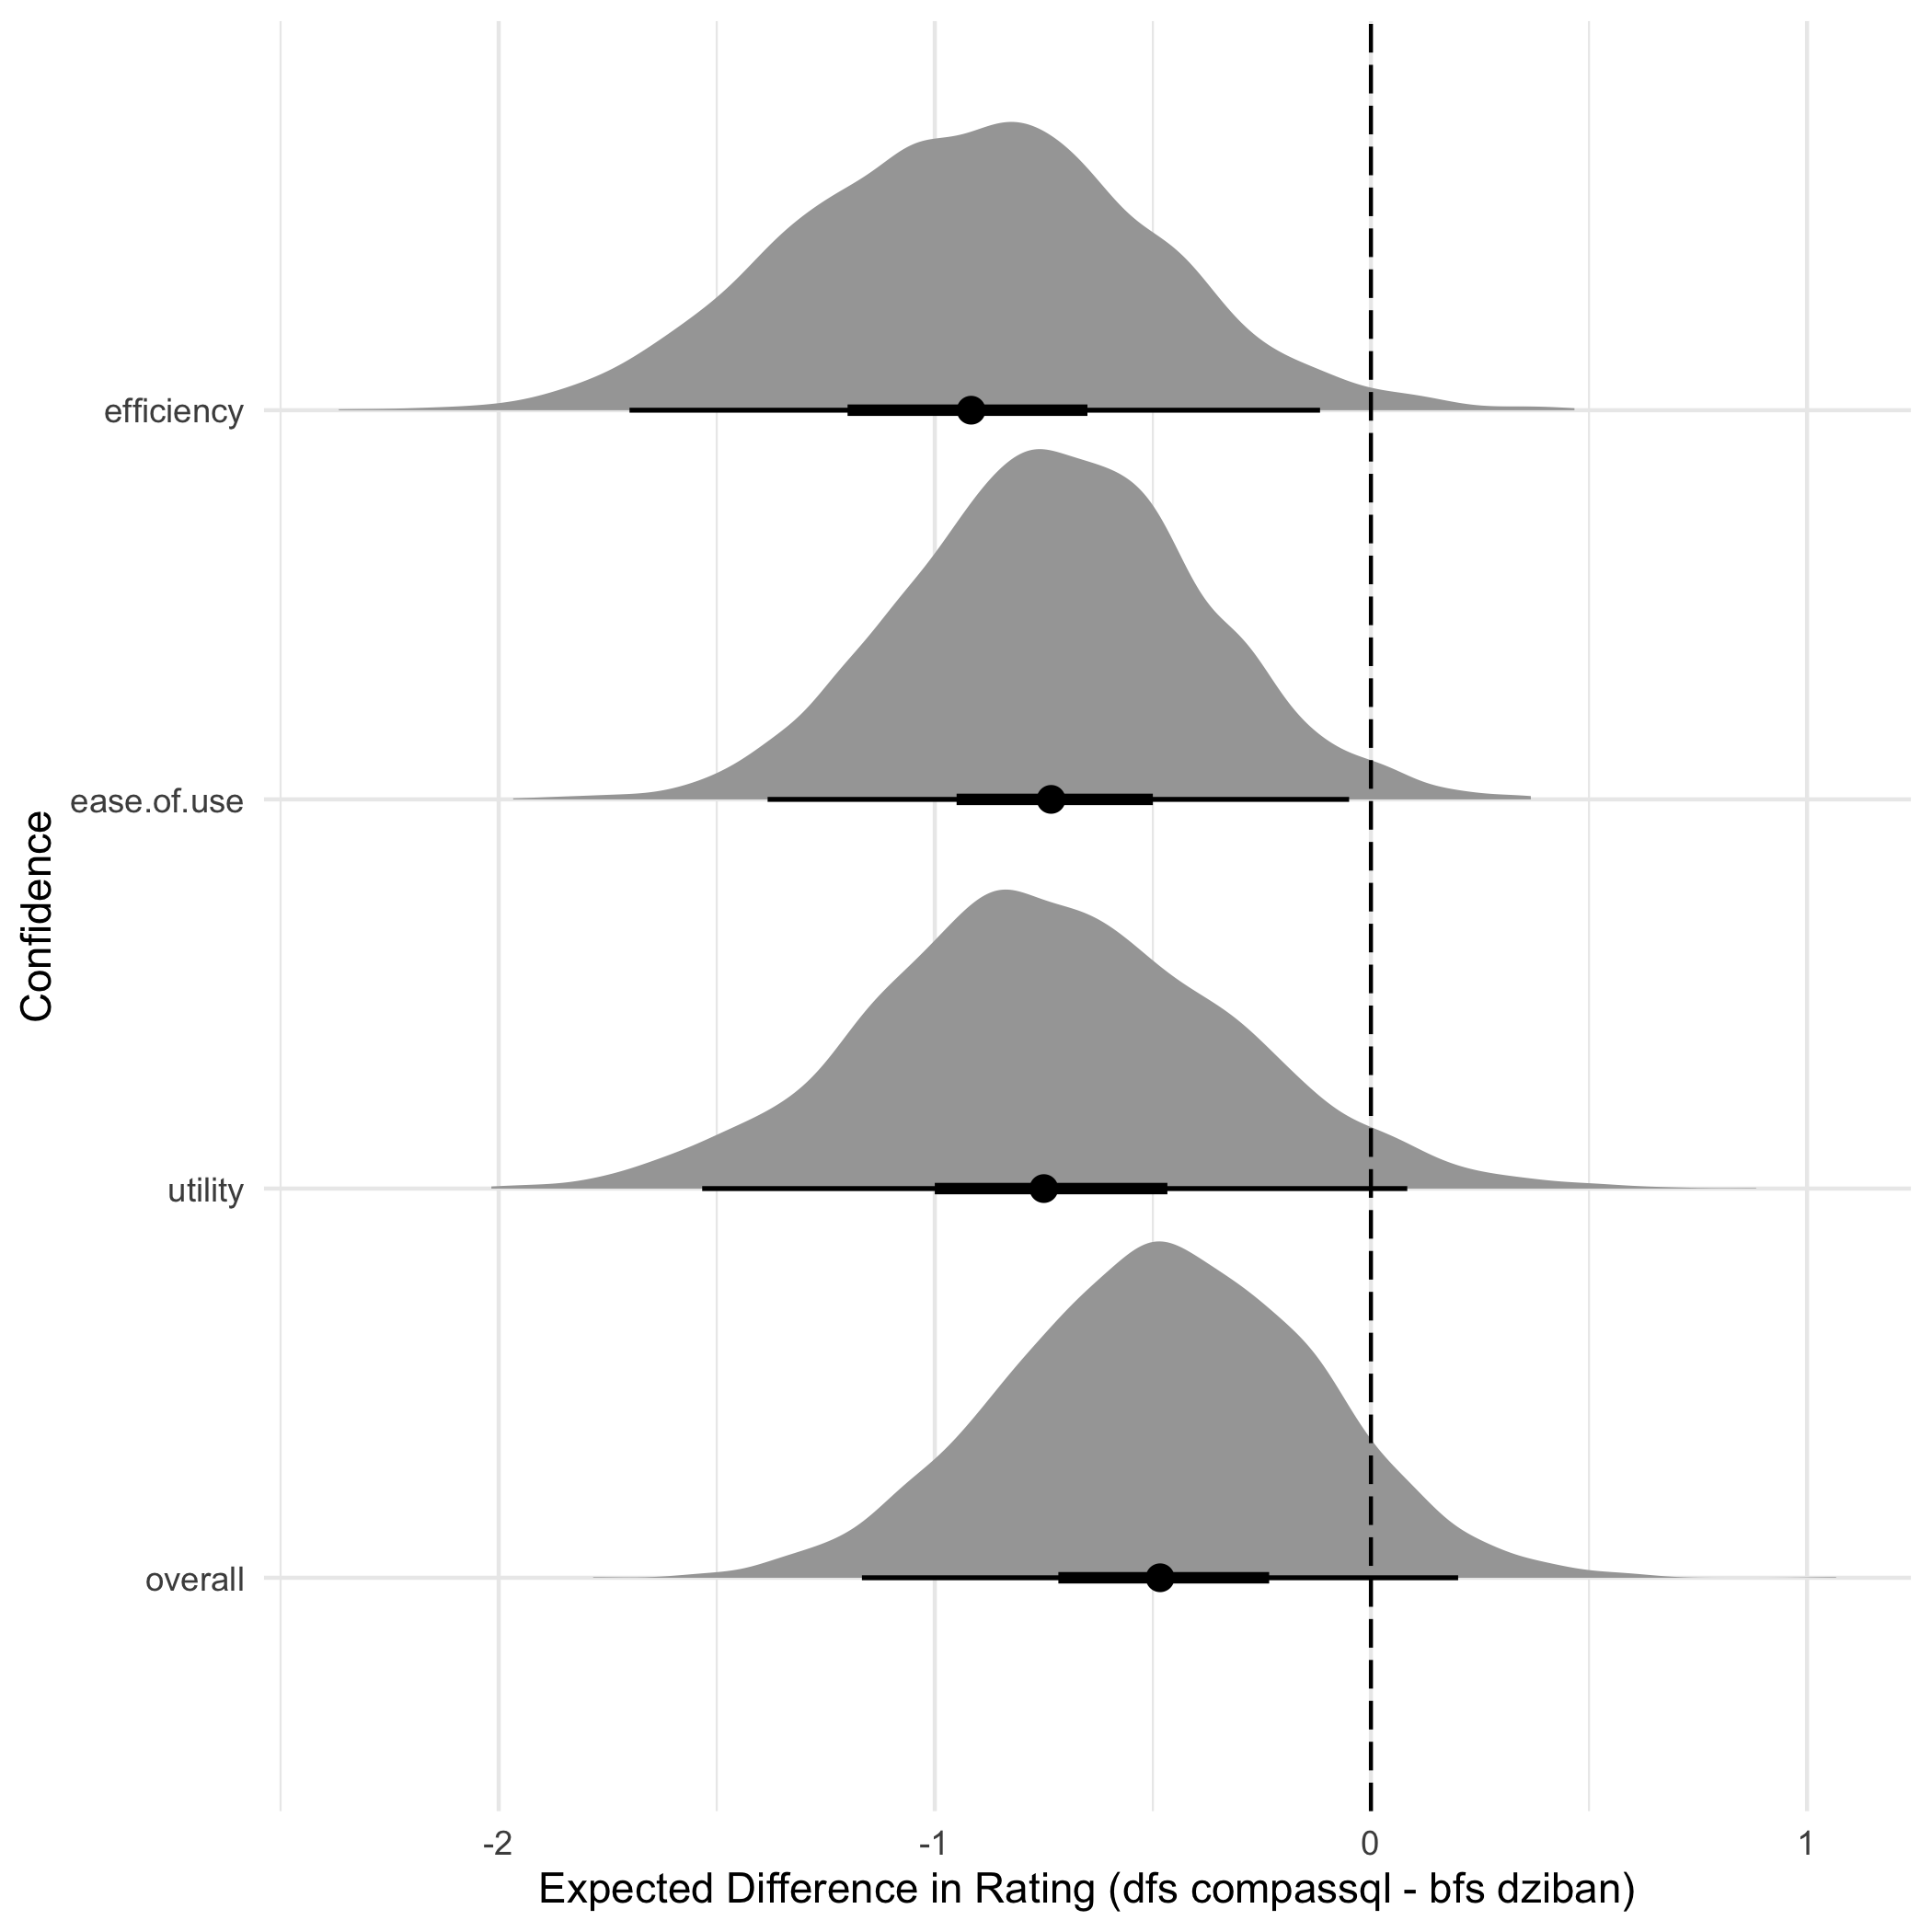 efficiency
ease.of.use
utility
overall
Confidence
-2
-1
0
1
Expected Difference in Rating (dfs compassql - bfs dziban)